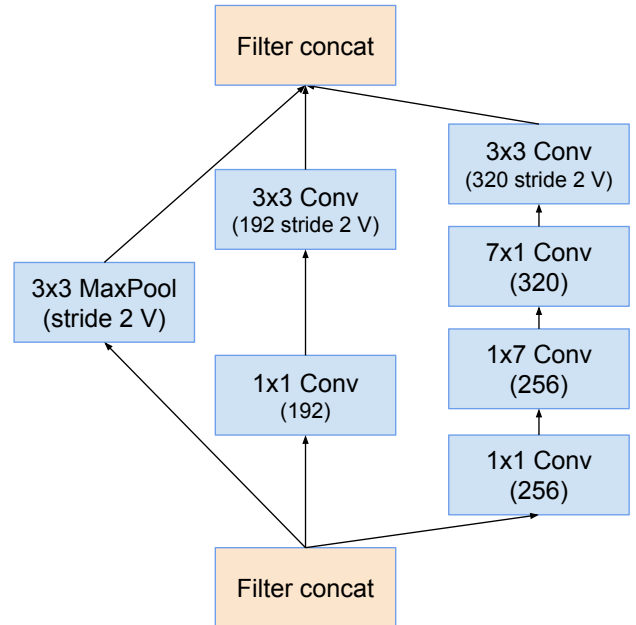 Filter concat
3x3 Conv
(320 stride 2 V)
3x3 Conv
(192 stride 2 V)
7x1 Conv
(320)
3x3 MaxPool
(stride 2 V)
1x7 Conv
(256)
1x1 Conv
(192)
1x1 Conv
(256)
Filter concat